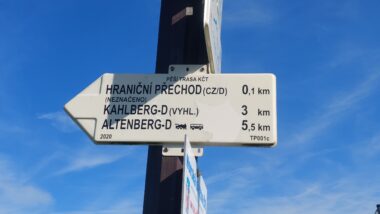 PĚŠÍ TRASA KČT
HRANIČNÍ PŘECHOD (CZ/D) 0,1 KM
(NEZNAČENO)
KAHLBERG-D (VYHL.) 3 KM
ALTENBERG-D 5,5 KM
2020 TP001c